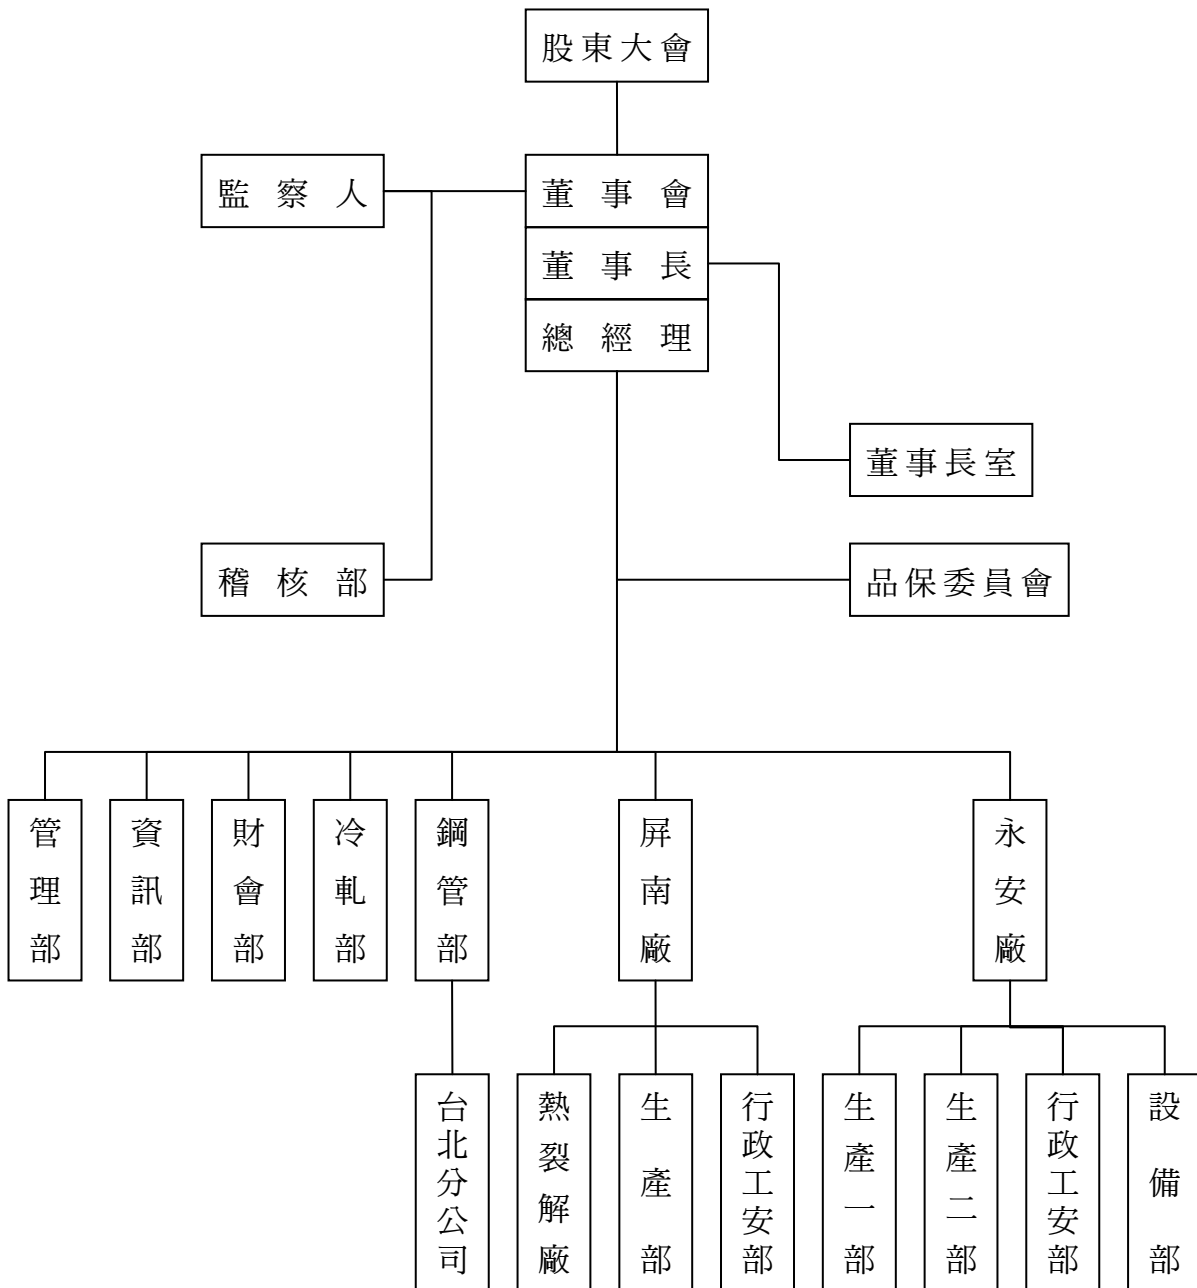 股東大會
監察人
董事會
董事長
總經理
董事長室
稽核部
品保委員會
管理部
資訊部
財會部
冷軋部
鋼管部
屏南廠
永安廠
台北分公司
熱裂解廠
生產部
行政工安部
生產一部
生產二部
行政工安部
設備部